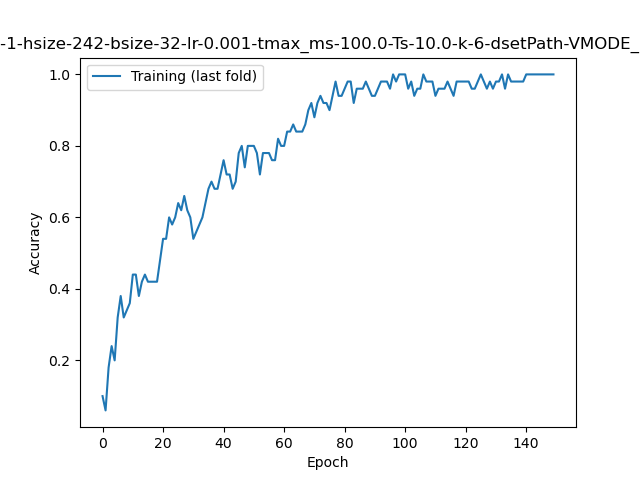 -1-hsize-242-bsize-32-lr-0.001-tmax_ms-100.0-Ts-10.0-k-6-dsetPath-VMODE_
Training (last fold)
1.0
0.8
0.6
0.4
0.2
Accuracy
0 20 40 60 80 100 120 140
Epoch